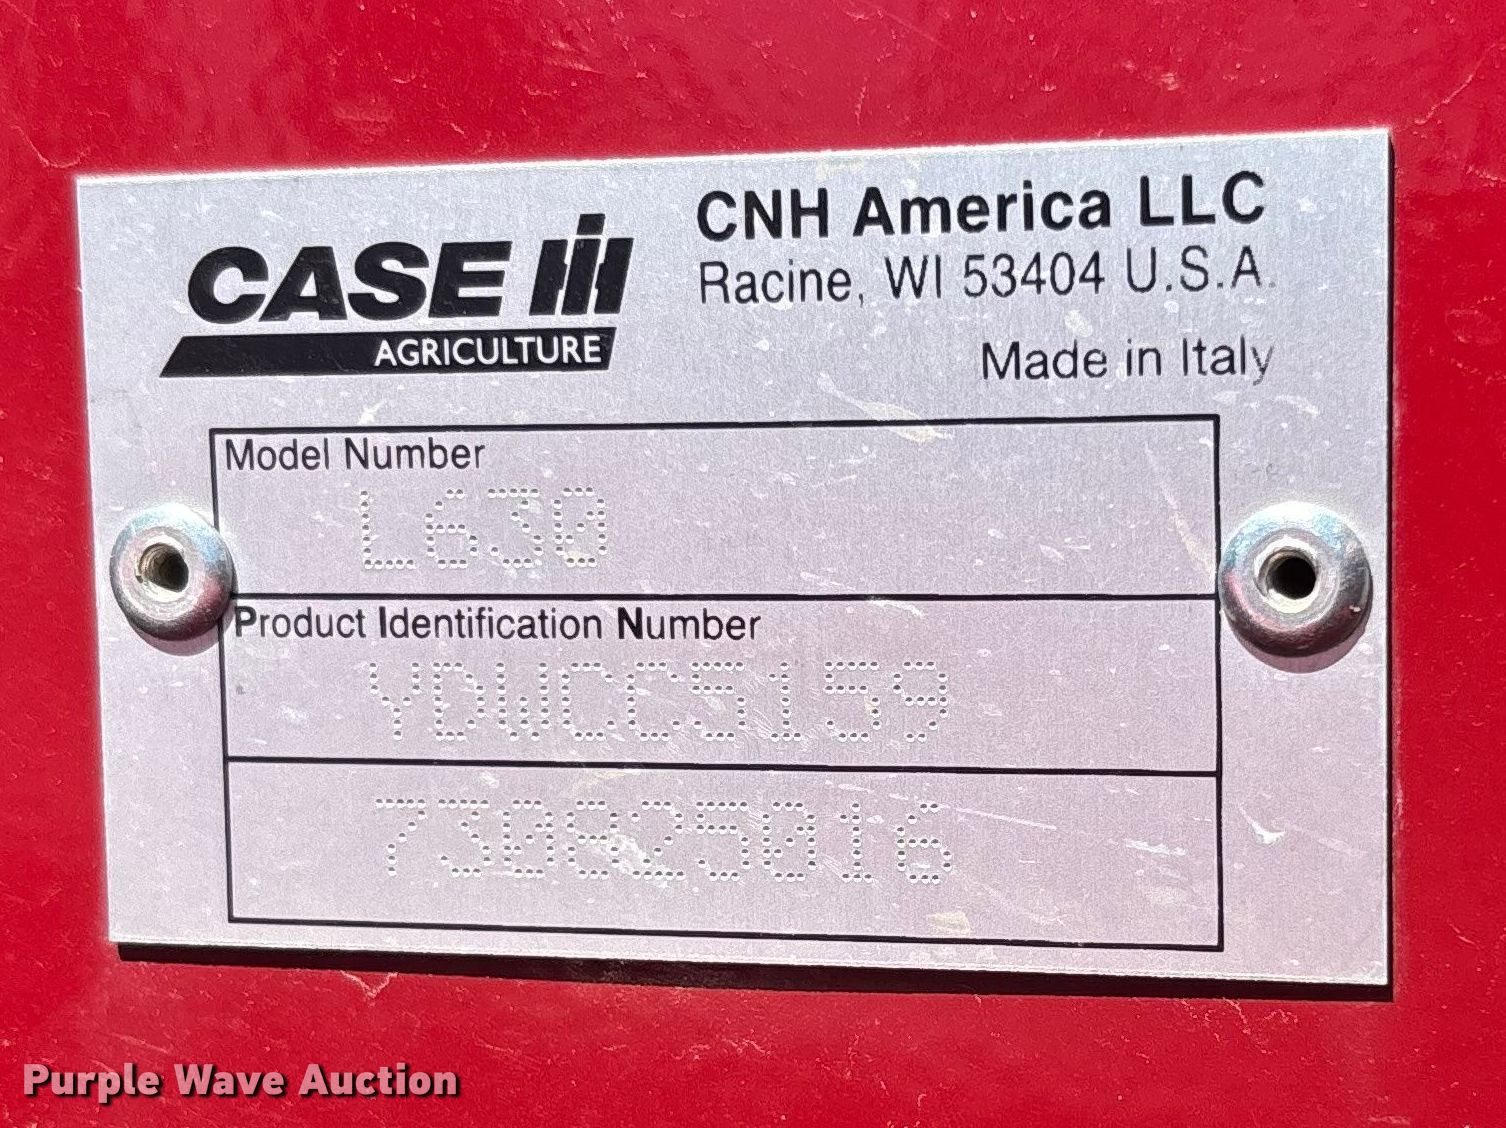 CASE IH
AGRICULTURE
CNH America LLC
Racine, WI 53404 U.S.A.
Made in Italy
Model Number
L630
Product Identification Number
YDWCC5159
730825016
Purple Wave Auction